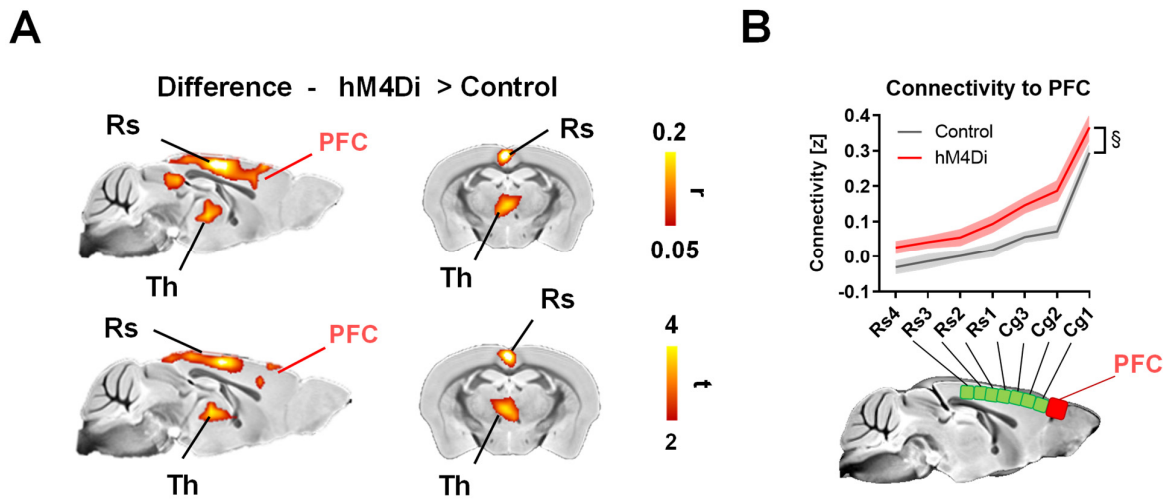 A
Difference - hM4Di > Control
Rs
PFC
Th
Rs
Th
0.2
r
0.05
Rs
PFC
Th
Rs
Th
4
t
2
B
Connectivity to PFC
Connectivity [z]
0.4
0.3
0.2
0.1
0.0
-0.1
Control
hM4Di
§
Rs4
Rs3
Rs2
Rs1
Cg3
Cg2
Cg1
PFC